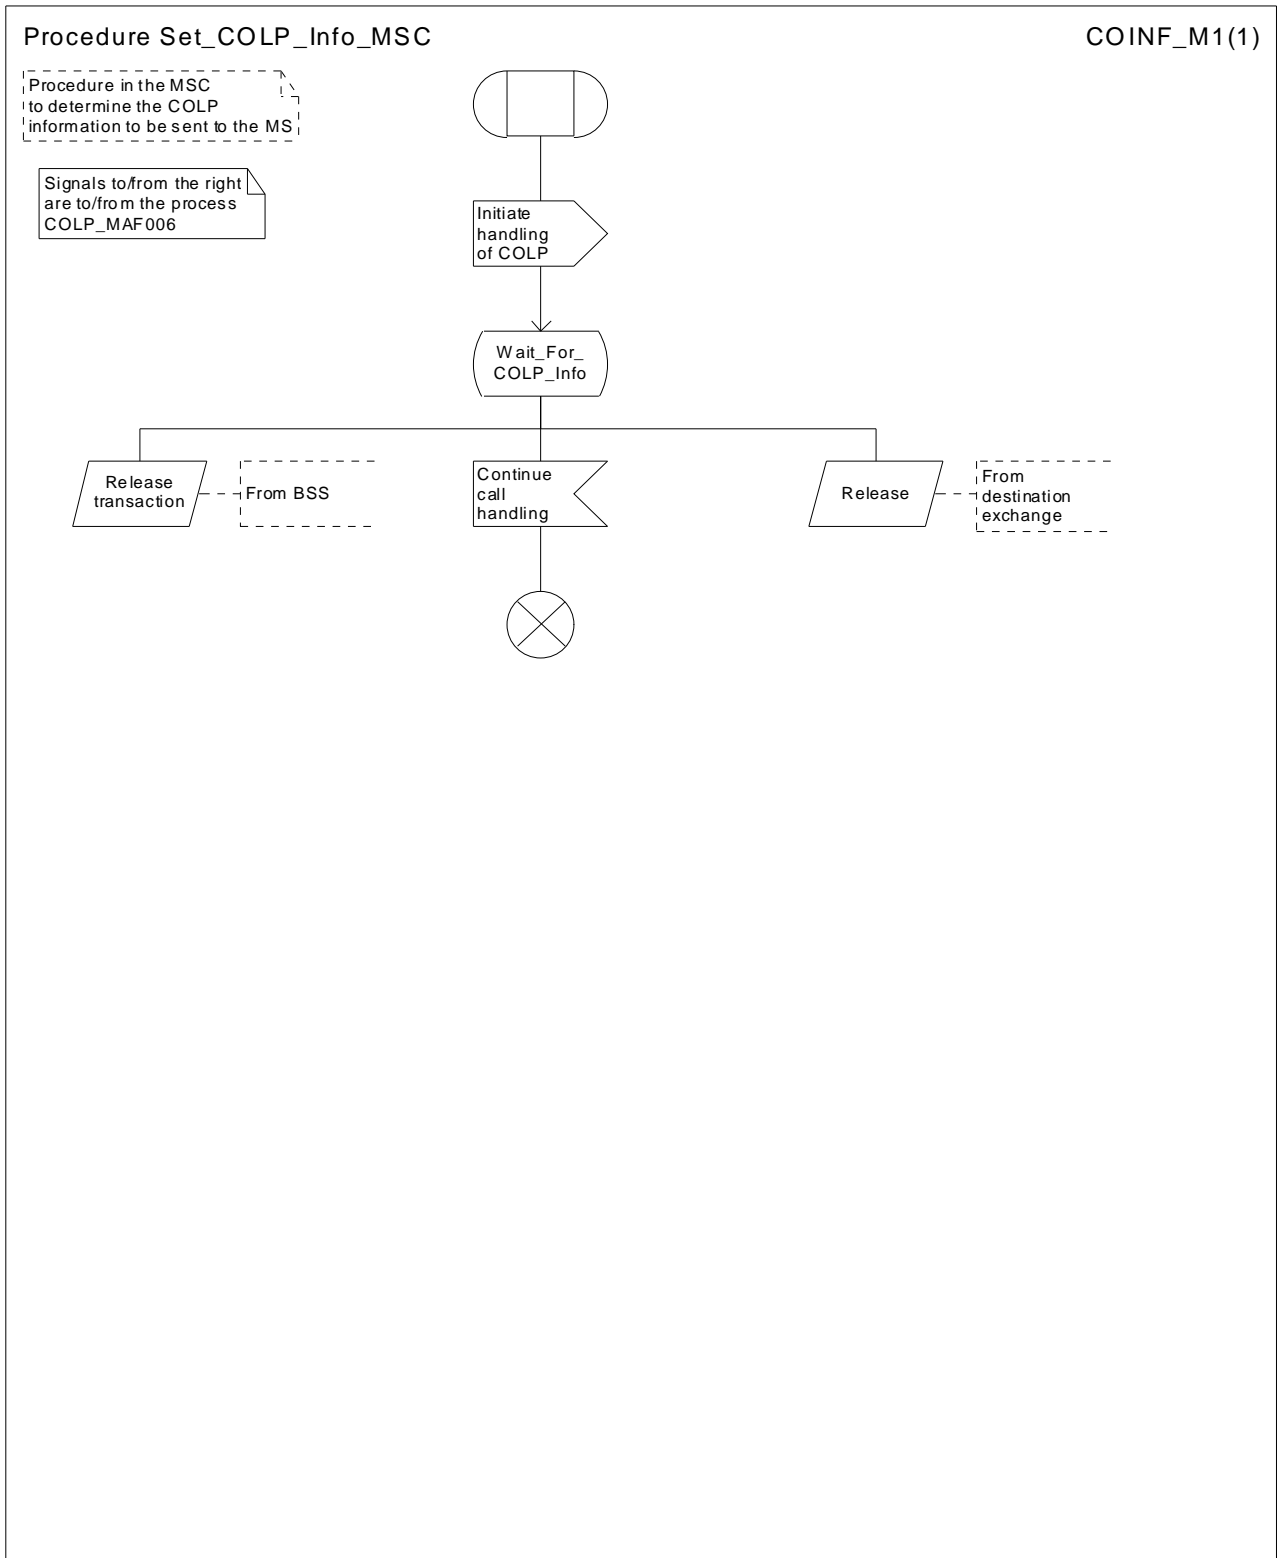 Procedure Set_COLP_Info_MSC
COINF_M1(1)
Procedure in the MSC
to determine the COLP
information to be sent to the MS
Signals to/from the right
are to/from the process
COLP_MAF006
Initiate
handling
of COLP
Wait_For_
COLP_Info
Release
transaction
From BSS
Continue
call
handling
Release
From
destination
exchange